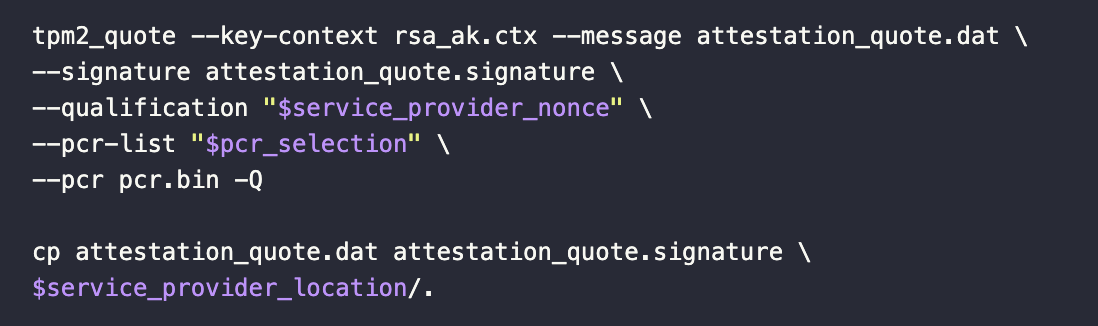 tpm2_quote --key-context rsa_ak.ctx --message attestation_quote.dat \
--signature attestation_quote.signature \
--qualification "$service_provider_nonce" \
--pcr-list "$pcr_selection" \
--pcr pcr.bin -Q

cp attestation_quote.dat attestation_quote.signature \
$service_provider_location/.